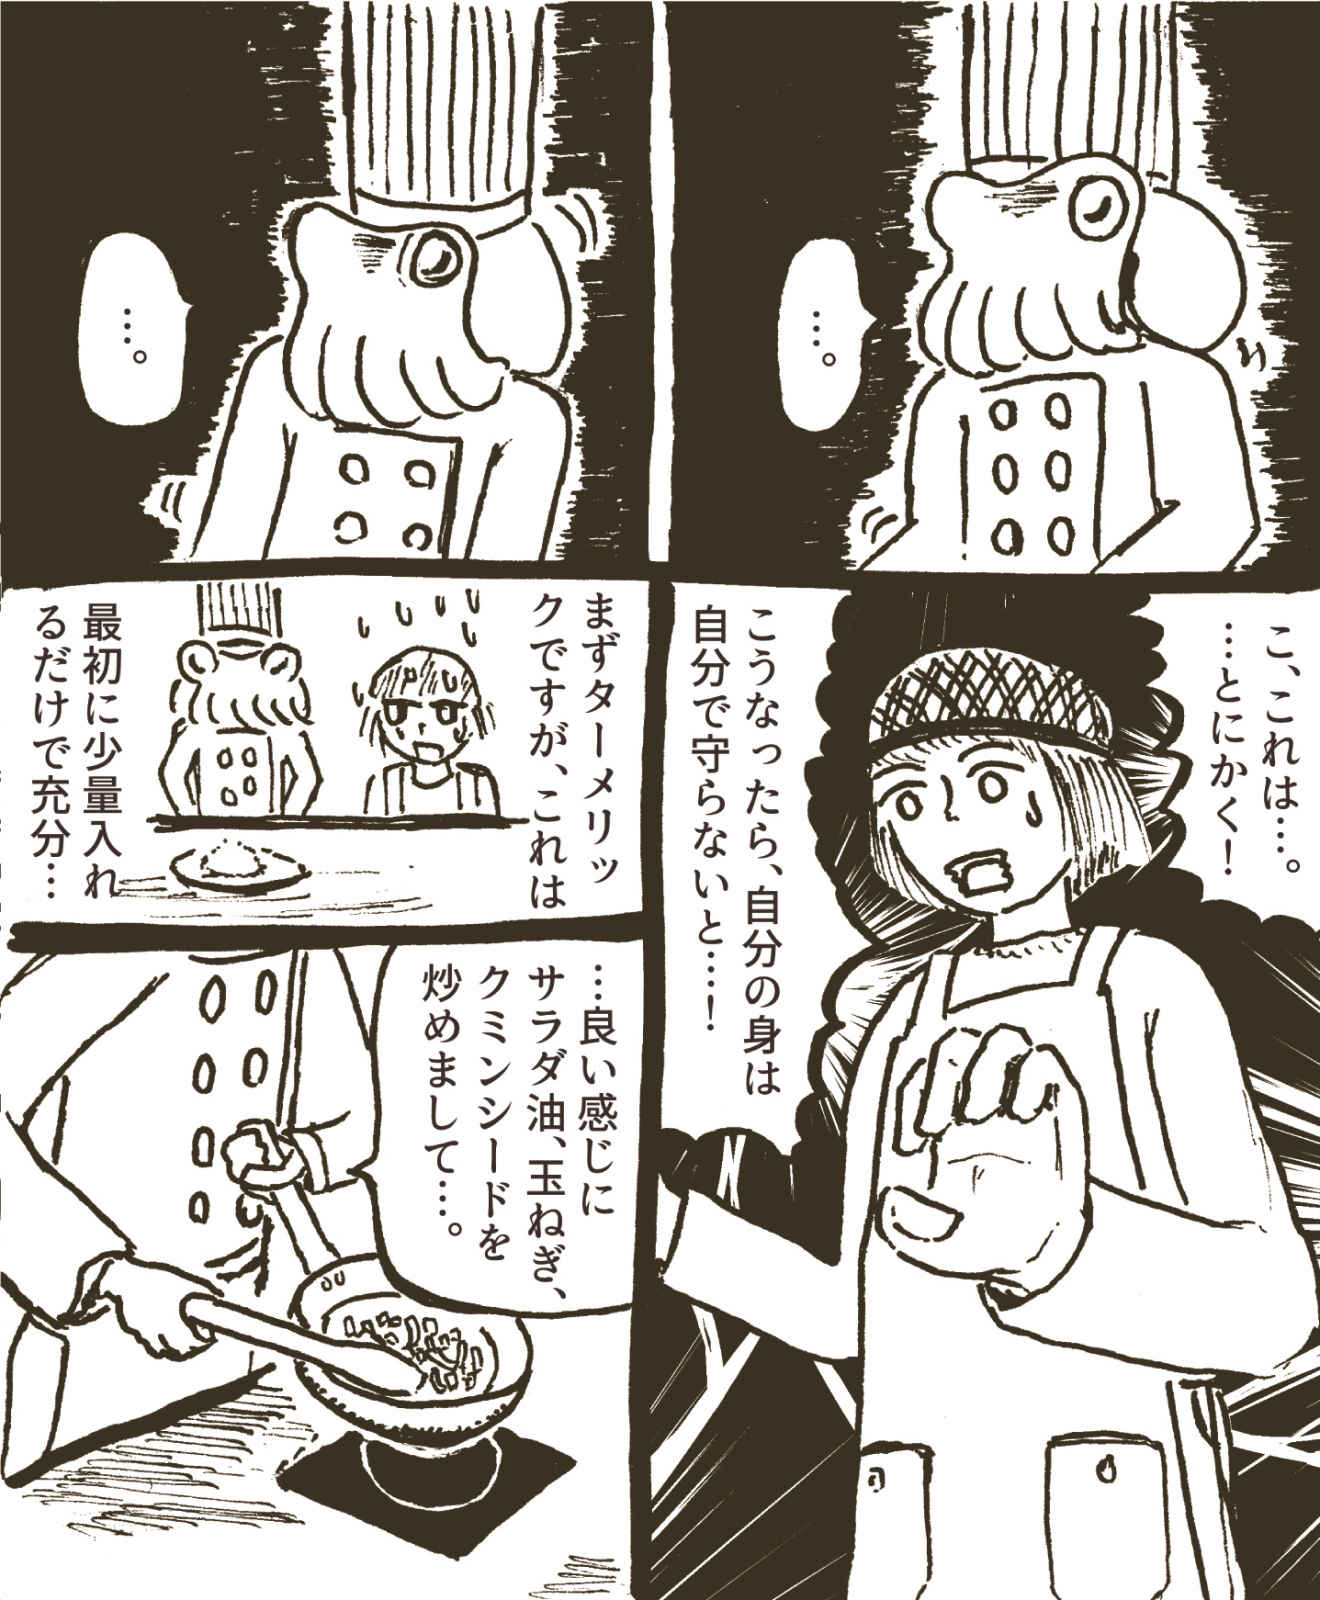 …。
…。
こ、これは…。
…とにかく！
こうなったら、自分の身は
自分で守らないと…！
まずターメリッ
クですが、これは
最初に少量入れ
るだけで充分…
…良い感じに
サラダ油、玉ねぎ、
クミンシードを
炒めまして…。